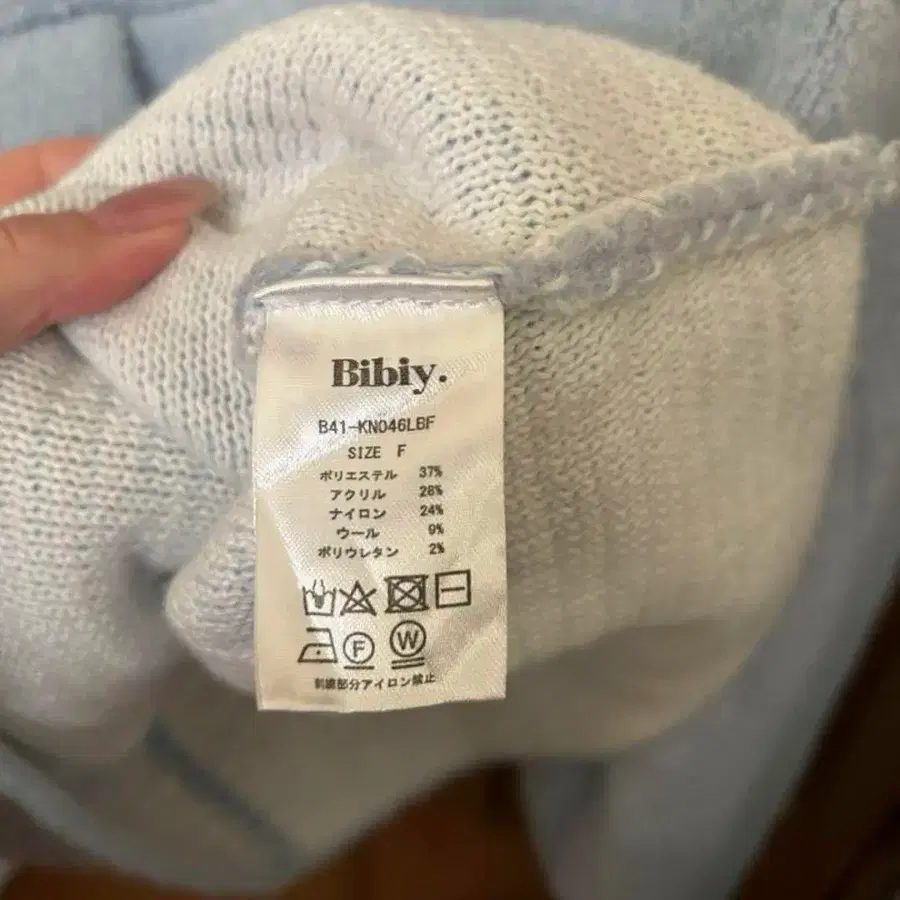 Bibiy.
B41-KN046LBF
SIZE F
ポリエステル 37%
アクリル 28%
ナイロン 24%
ウール 9%
ポリウレタン 2%
F W
刺繍部分アイロン禁止